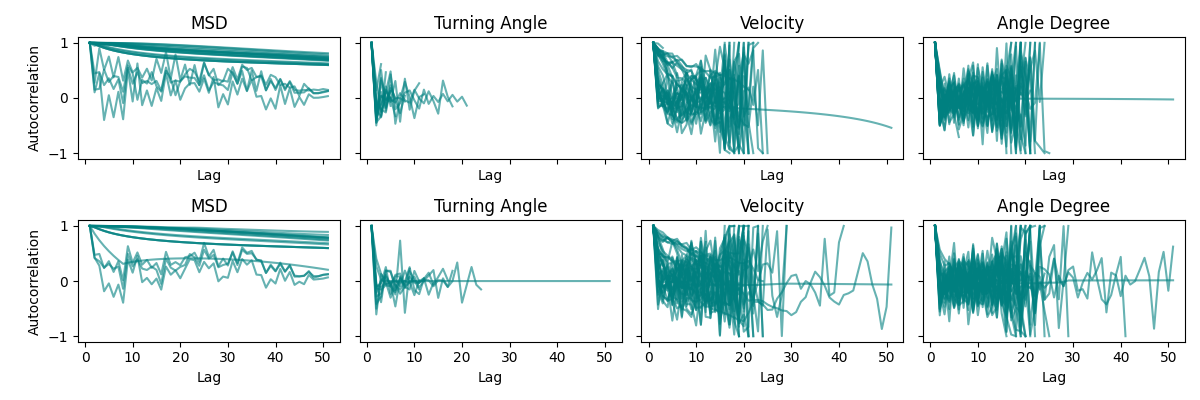 MSD Turning Angle Velocity Angle Degree
Autocorrelation
1
0
−1
Lag Lag Lag Lag
MSD Turning Angle Velocity Angle Degree
Autocorrelation
1
0
−1
0 10 20 30 40 50 0 10 20 30 40 50 0 10 20 30 40 50 0 10 20 30 40 50
Lag Lag Lag Lag